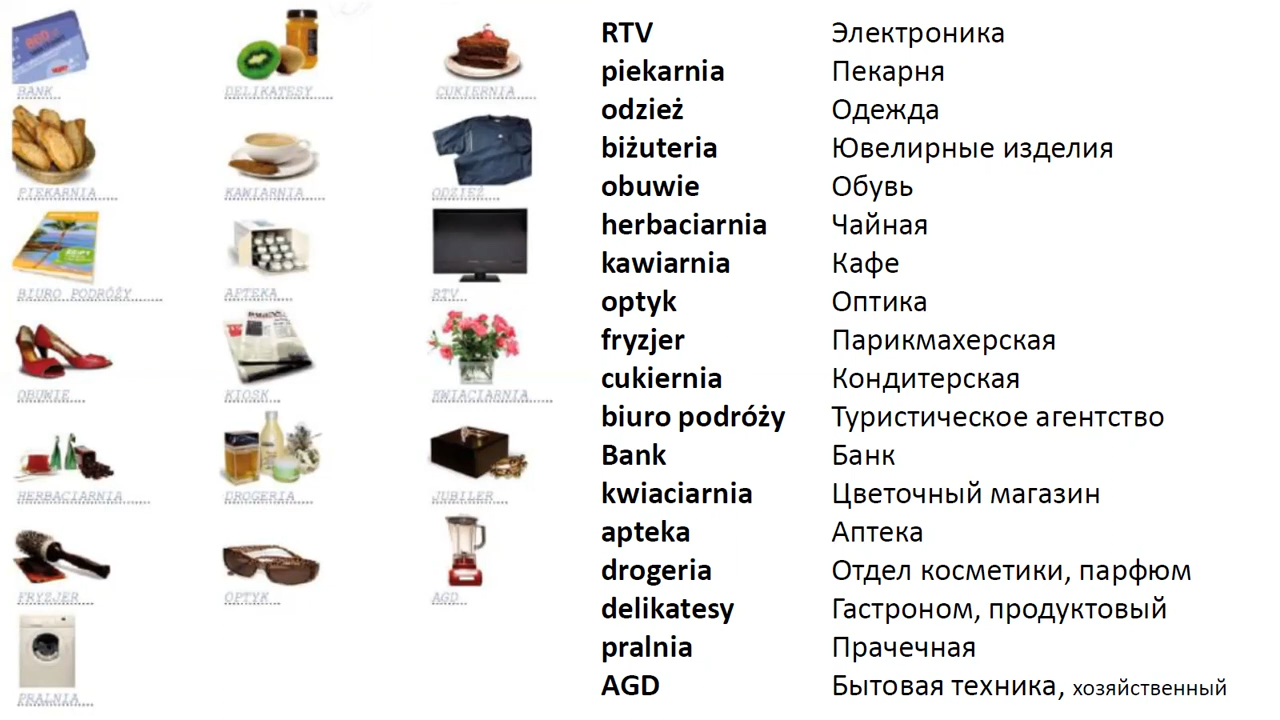 BANK
DELIKATESY
CUKIERNIA
PIEKARNIA
KAWIARNIA
ODZIEŻ
BIURO PODRÓŻY
APTEKA
RTV
OBUWIE
KIOSK
KWIACIARNIA
HERBACIARNIA
DROGERIA
JUBILER
FRYZJER
OPTYK
AGD
PRALNIA
RTV Электроника
piekarnia Пекарня
odzież Одежда
biżuteria Ювелирные изделия
obuwie Обувь
herbaciarnia Чайная
kawiarnia Кафе
optyk Оптика
fryzjer Парикмахерская
cukiernia Кондитерская
biuro podróży Туристическое агентство
Bank Банк
kwiaciarnia Цветочный магазин
apteka Аптека
drogeria Отдел косметики, парфюм
delikatesy Гастроном, продуктовый
pralnia Прачечная
AGD Бытовая техника, хозяйственный